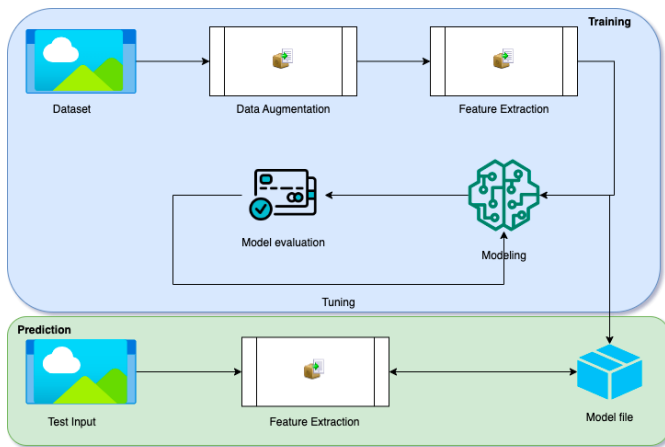 Training
Dataset
Data Augmentation
Feature Extraction
Model evaluation
Modeling
Tuning
Prediction
Test Input
Feature Extraction
Model file